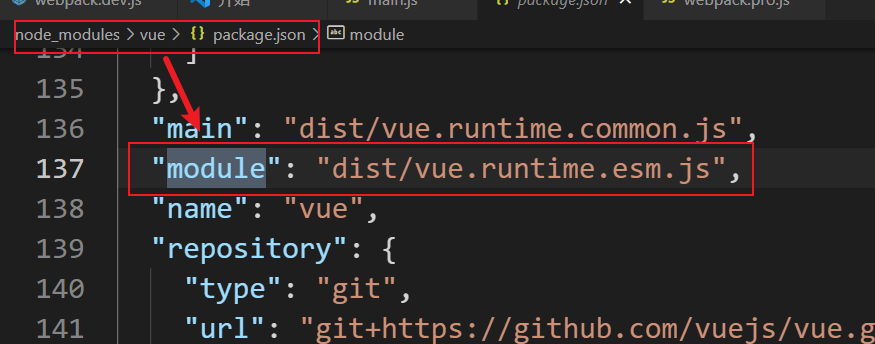 webpack.dev.js 开始 main.js package.json webpack.pro.js
node_modules > vue > {} package.json > abc module
134 ]
135 },
136 "main": "dist/vue.runtime.common.js",
137 "module": "dist/vue.runtime.esm.js",
138 "name": "vue",
139 "repository": {
140 "type": "git",
141 "url": "git+https://github.com/vuejs/vue.g